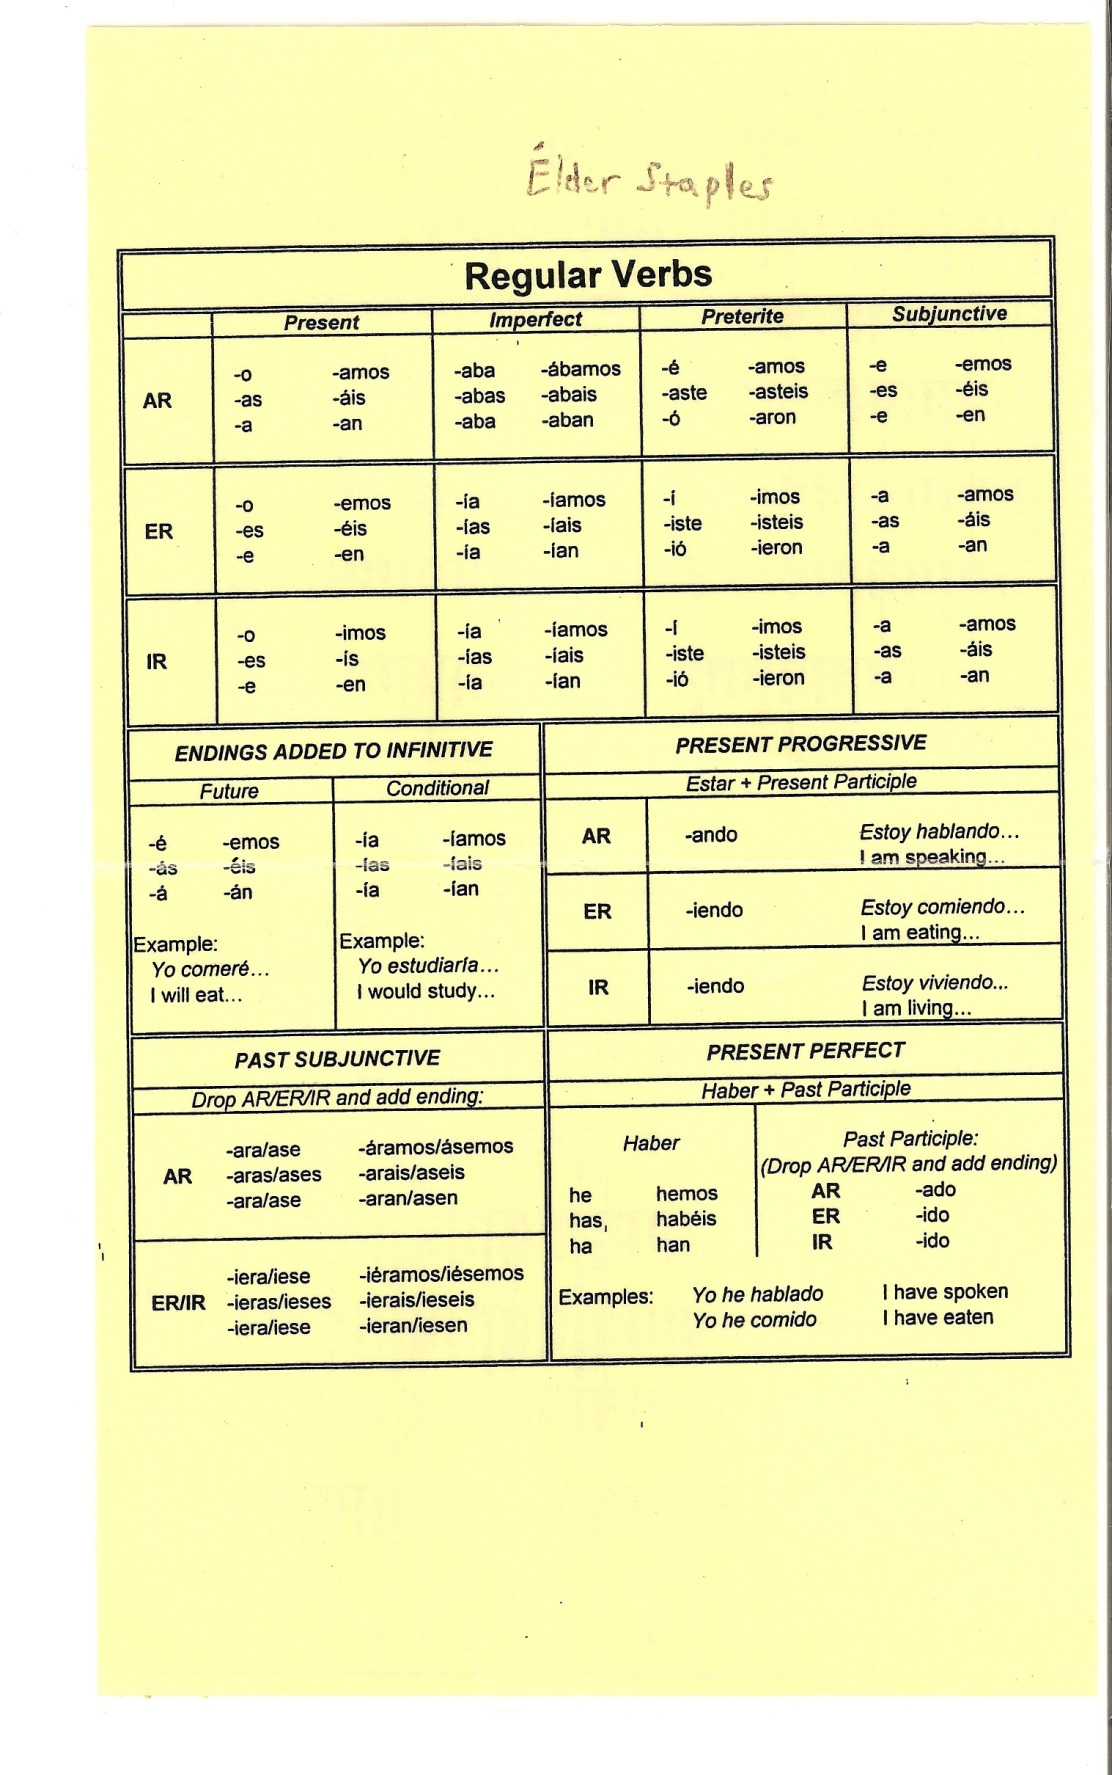 Élder Staples
Regular Verbs
Present Imperfect Preterite Subjunctive
-o -amos -aba -ábamos -é -amos -e -emos
AR -as -áis -abas -abais -aste -asteis -es -éis
-a -an -aba -aban -ó -aron -e -en
-o -emos -ía -íamos -í -imos -a -amos
ER -es -éis -ías -íais -iste -isteis -as -áis
-e -en -ía -ían -ió -ieron -a -an
-o -imos -ía -íamos -í -imos -a -amos
IR -es -ís -ías -íais -iste -isteis -as -áis
-e -en -ía -ían -ió -ieron -a -an
ENDINGS ADDED TO INFINITIVE
Future Conditional
-é -emos -ía -íamos
-ás -éis -ías -íais
-á -án -ía -ían
Example: Example:
Yo comeré... Yo estudiaría...
I will eat... I would study...
PRESENT PROGRESSIVE
Estar + Present Participle
AR -ando Estoy hablando...
I am speaking...
ER -iendo Estoy comiendo...
I am eating...
IR -iendo Estoy viviendo...
I am living...
PAST SUBJUNCTIVE
Drop AR/ER/IR and add ending:
-ara/ase -áramos/ásemos
AR -aras/ases -arais/aseis
-ara/ase -aran/asen
-iera/iese -iéramos/iésemos
ER/IR -ieras/ieses -ierais/ieseis
-iera/iese -ieran/iesen
PRESENT PERFECT
Haber + Past Participle
Haber Past Participle:
(Drop AR/ER/IR and add ending)
he hemos AR -ado
has, habéis ER -ido
ha han IR -ido
Examples: Yo he hablado I have spoken
Yo he comido I have eaten